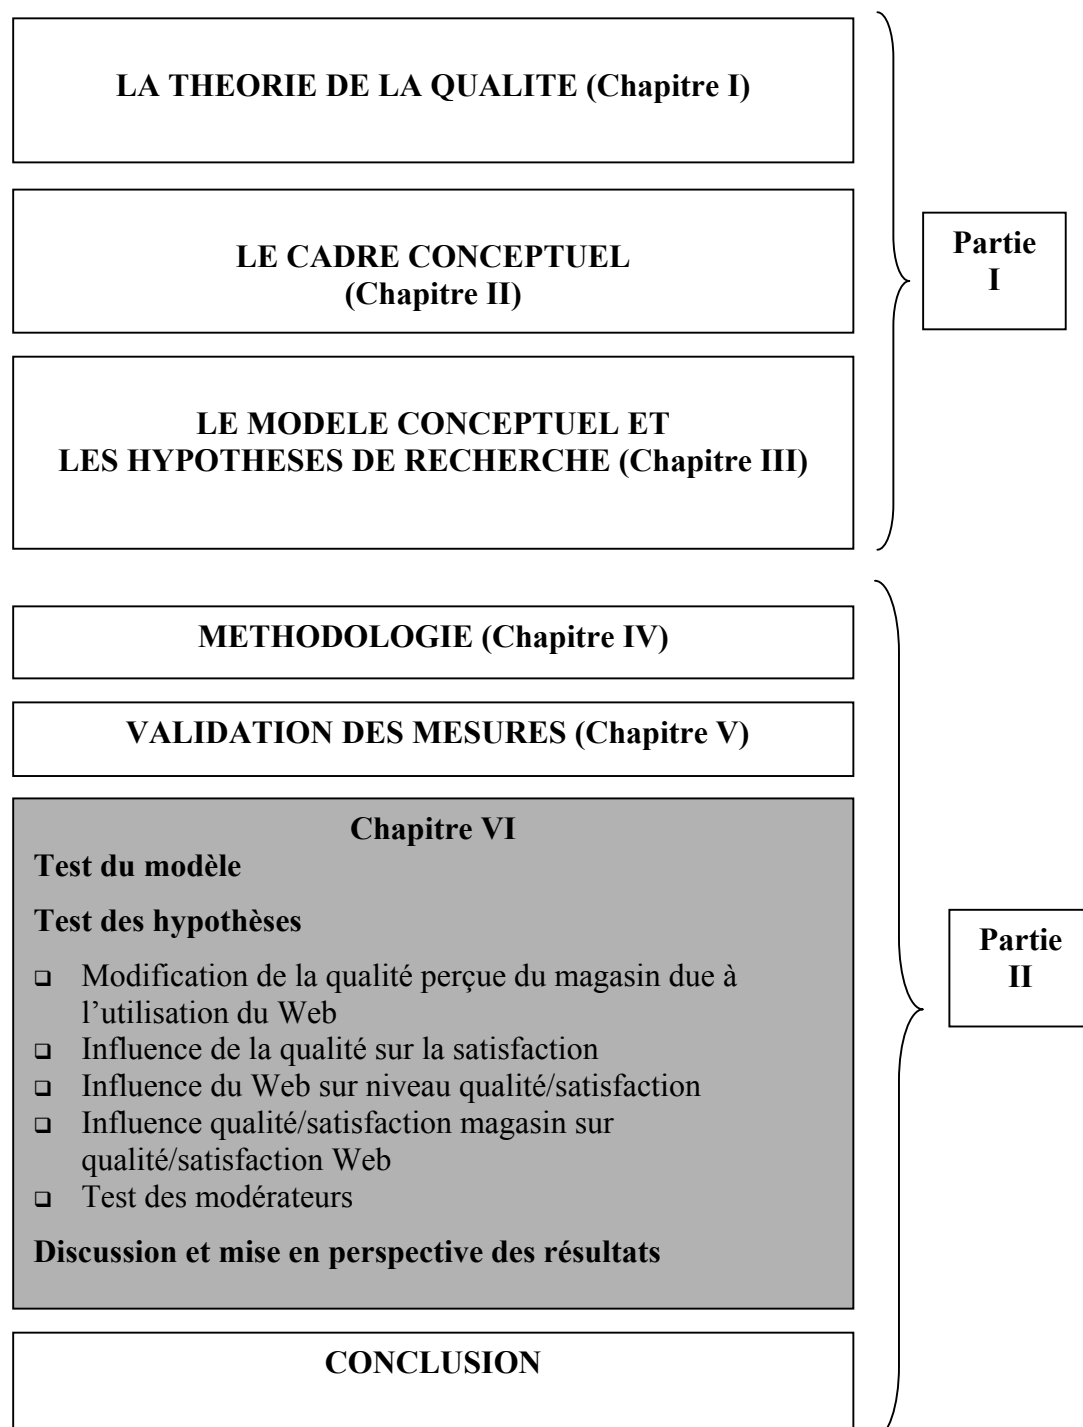 LA THEORIE DE LA QUALITE (Chapitre I)
LE CADRE CONCEPTUEL
(Chapitre II)
Partie
I
LE MODELE CONCEPTUEL ET
LES HYPOTHESES DE RECHERCHE (Chapitre III)
METHODOLOGIE (Chapitre IV)
VALIDATION DES MESURES (Chapitre V)
Chapitre VI
Test du modèle
Test des hypothèses
❑ Modification de la qualité perçue du magasin due à
l’utilisation du Web
❑ Influence de la qualité sur la satisfaction
❑ Influence du Web sur niveau qualité/satisfaction
❑ Influence qualité/satisfaction magasin sur
qualité/satisfaction Web
❑ Test des modérateurs
Discussion et mise en perspective des résultats
Partie
II
CONCLUSION